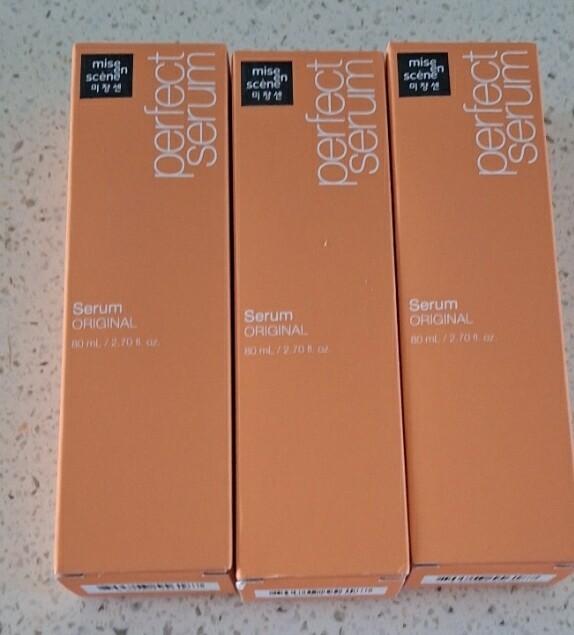 mise
en
scène
미쟝센
perfect
serum
Serum
ORIGINAL
80 mL / 2.70 fl. oz.
mise
en
scène
미쟝센
perfect
serum
Serum
ORIGINAL
80 mL / 2.70 fl. oz.
mise
en
scène
미쟝센
perfect
serum
Serum
ORIGINAL
80 mL / 2.70 fl. oz.